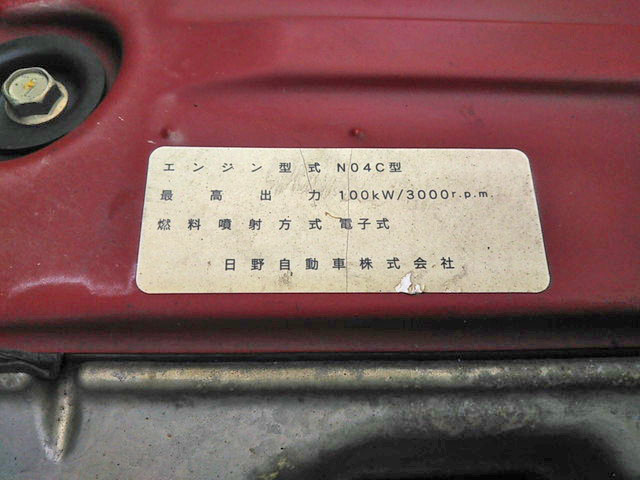 エンジン型式 N04C型
最高出力 100kW/3000r.p.m.
燃料噴射方式 電子式
日野自動車株式会社